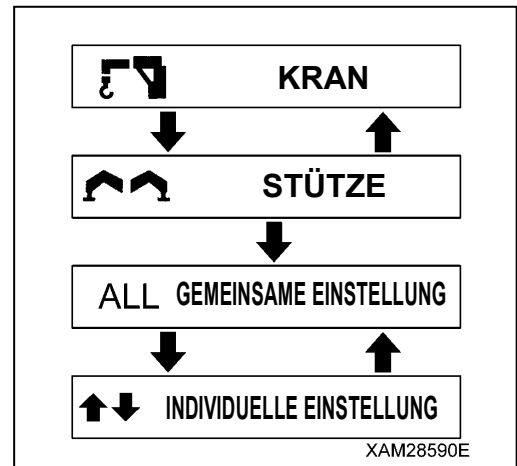 KRAN
STÜTZE
ALL GEMEINSAME EINSTELLUNG
INDIVIDUELLE EINSTELLUNG
XAM28590E